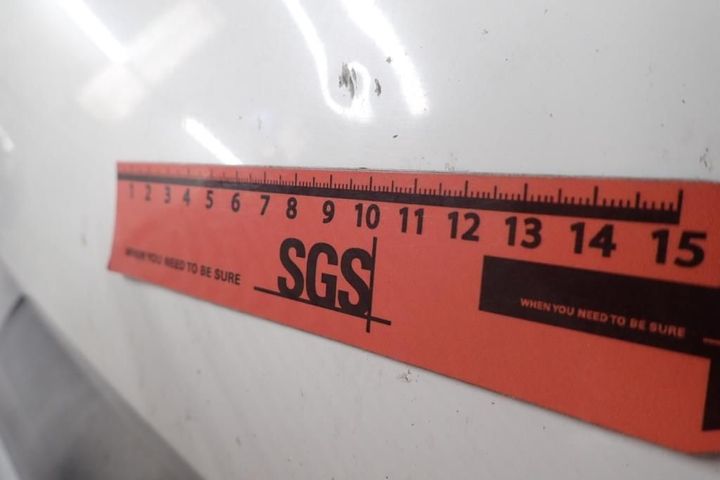 1 2 3 4 5 6 7 8 9 10 11 12 13 14 15
WHEN YOU NEED TO BE SURE
SGS
WHEN YOU NEED TO BE SURE